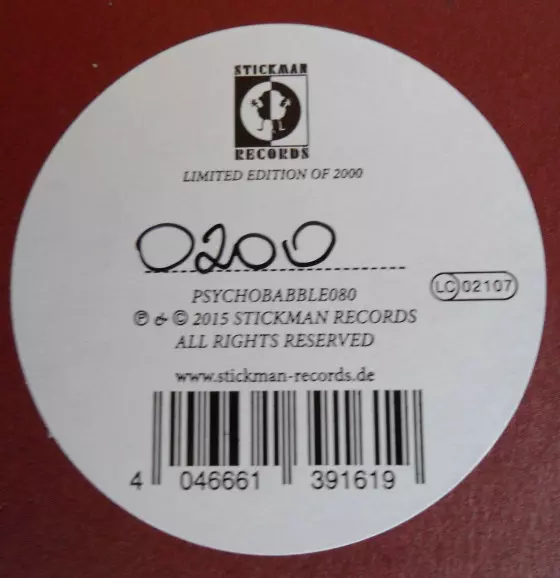 STICKMAN
RECORDS
LIMITED EDITION OF 2000
0200
PSYCHOBABBLE080
LC 02107
℗ & © 2015 STICKMAN RECORDS
ALL RIGHTS RESERVED
www.stickman-records.de
4 046661 391619